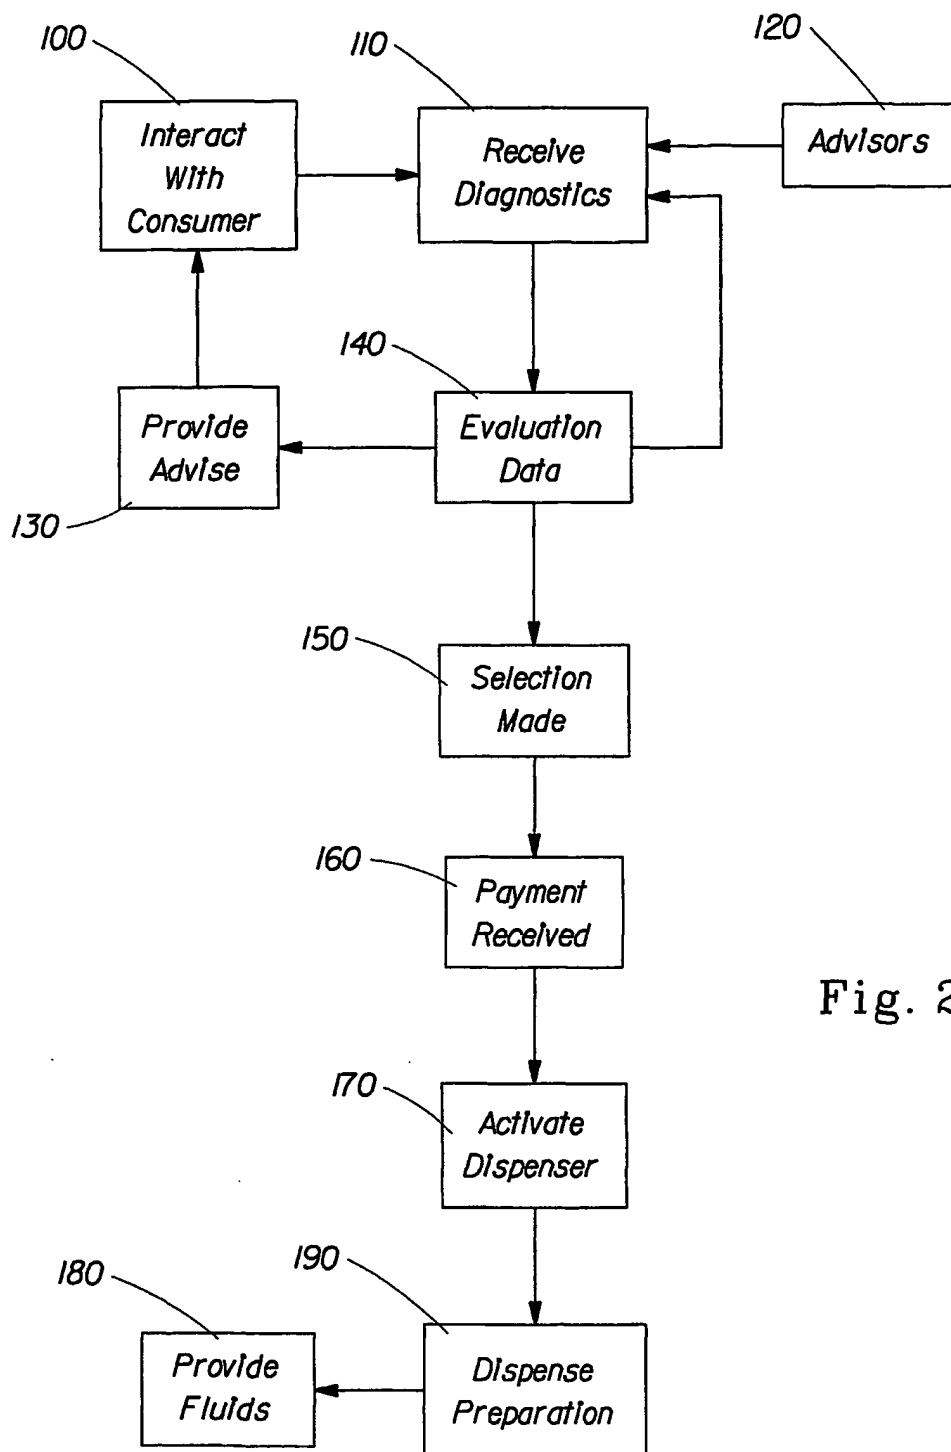 100
110
120
Interact
With
Consumer
Receive
Diagnostics
Advisors
140
Provide
Advise
Evaluation
Data
130
150
Selection
Made
160
Payment
Received
Fig. 2
170
Activate
Dispenser
180
190
Provide
Fluids
Dispense
Preparation